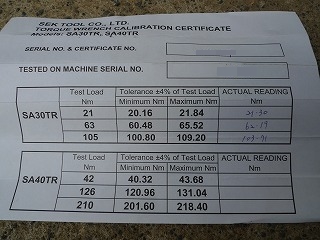 SEK TOOL CO., LTD.
TORQUE WRENCH CALIBRATION CERTIFICATE
Models: SA30TR, SA40TR
SERIAL NO. & CERTIFICATE NO.
TESTED ON MACHINE SERIAL NO.
Test Load Tolerance ±4% of Test Load ACTUAL READING
Nm Minimum Nm Maximum Nm Nm
SA30TR 21 20.16 21.84 21.30
63 60.48 65.52
105 100.80 109.20 103.91
Test Load Tolerance ±4% of Test Load ACTUAL READING
Nm Minimum Nm Maximum Nm Nm
SA40TR 42 40.32 43.68
126 120.96 131.04
210 201.60 218.40